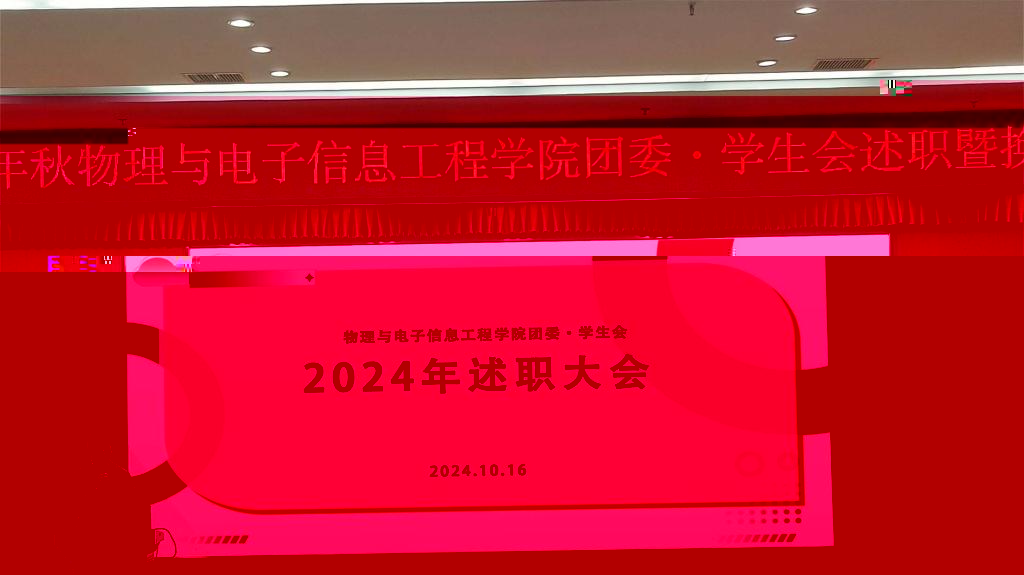 年秋物理与电子信息工程学院团委·学生会述职暨换
物理与电子信息工程学院团委·学生会
2024年述职大会
2024.10.16